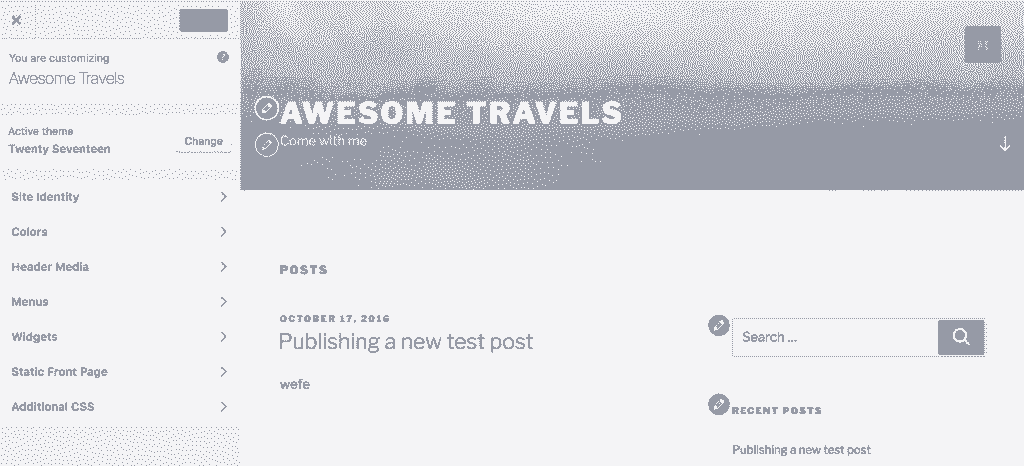 You are customizing
Awesome Travels
Active theme
Twenty Seventeen
Change
Site Identity
Colors
Header Media
Menus
Widgets
Static Front Page
Additional CSS
AWESOME TRAVELS
Come with me
POSTS
OCTOBER 17, 2016
Publishing a new test post
wefe
Search ...
RECENT POSTS
Publishing a new test post